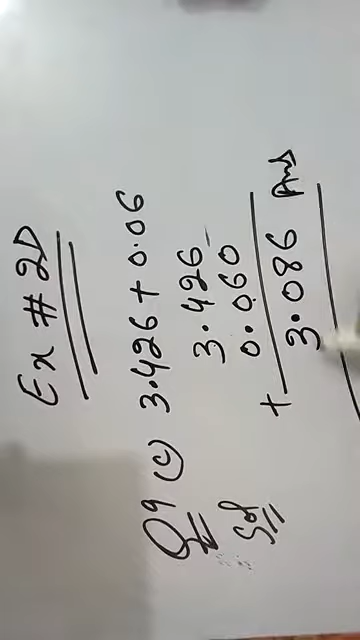 Ex # 2D
Q9 (c) 3.426 + 0.06
Sol 3.426
0.060
+
3.086 Ans